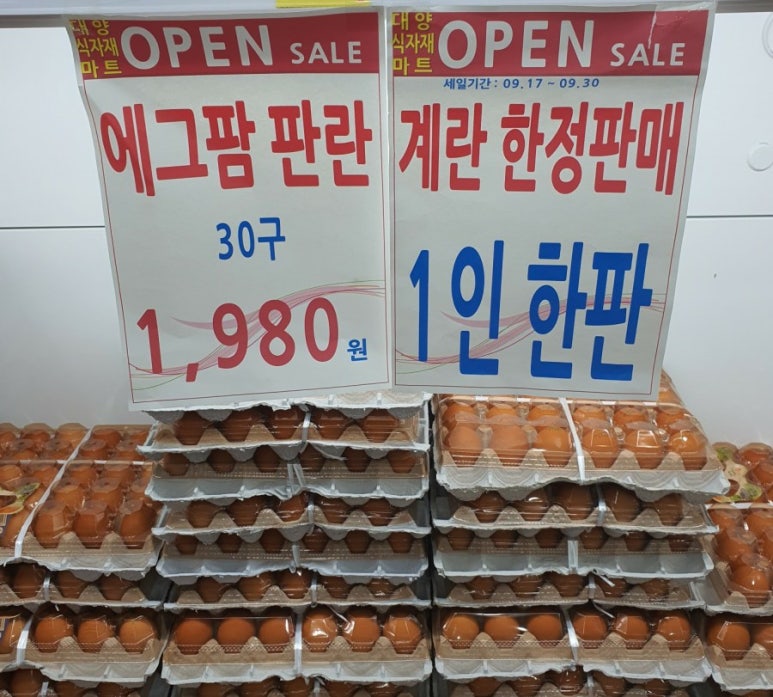 대양
식자재
마트
OPEN SALE
에그팜 판란
30구
1,980원
대양
식자재
마트
OPEN SALE
세일기간 : 09.17 ~ 09.30
계란 한정판매
1인 한판